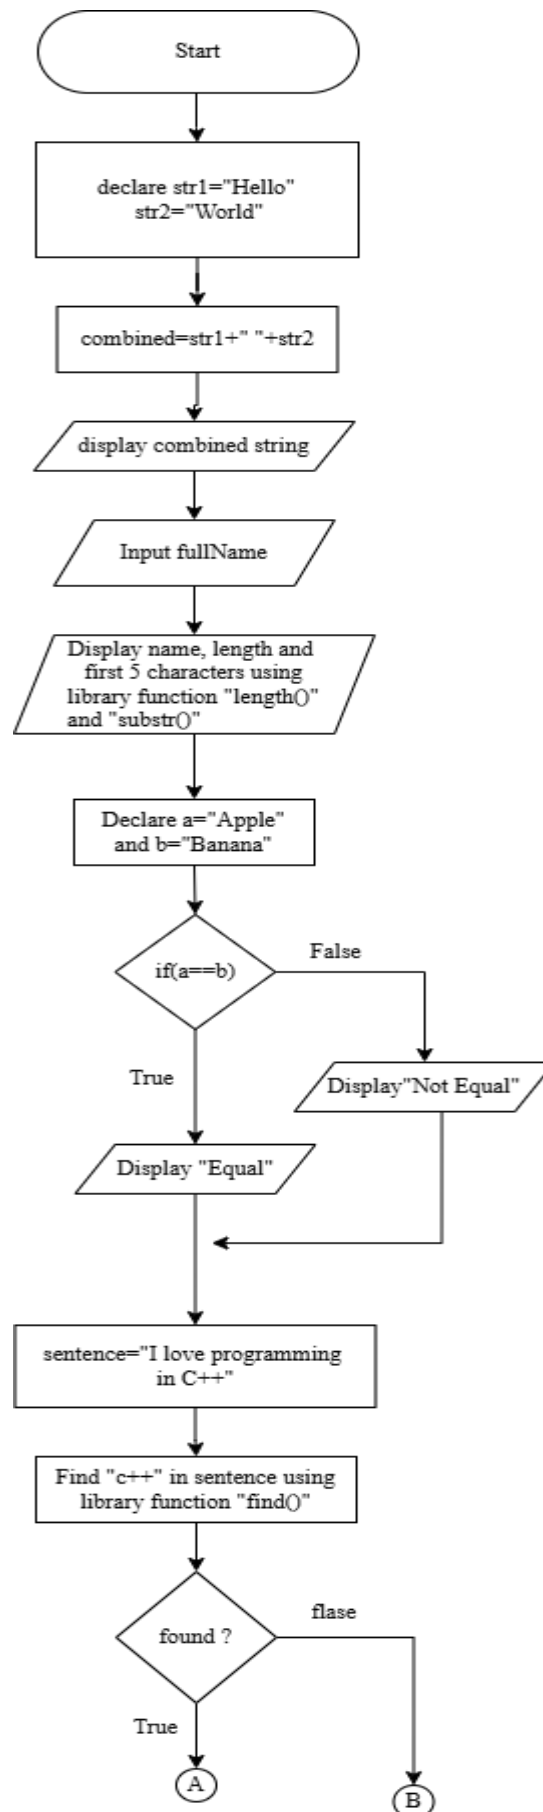 Start
declare str1="Hello"
str2="World"
combined=str1+" "+str2
display combined string
Input fullName
Display name, length and
first 5 characters using
library function "length()"
and "substr()"
Declare a="Apple"
and b="Banana"
if(a==b)
False
True
Display"Not Equal"
Display "Equal"
sentence="I love programming
in C++"
Find "c++" in sentence using
library function "find()"
flase
found ?
True
A
B